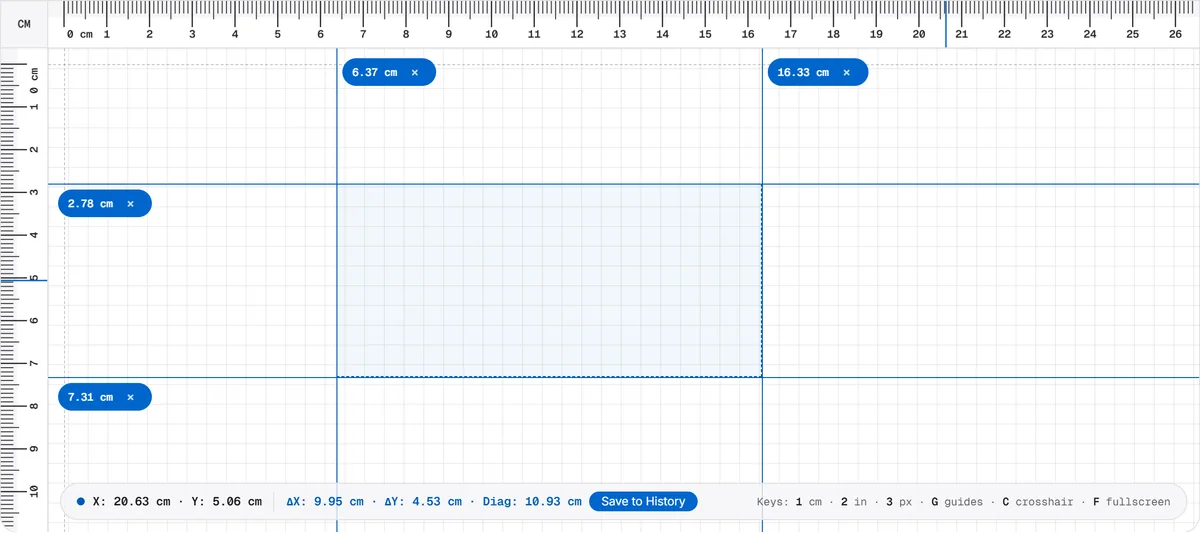 CM
0 cm 1 2 3 4 5 6 7 8 9 10 11 12 13 14 15 16 17 18 19 20 21 22 23 24 25 26
6.37 cm × 16.33 cm ×
0 cm
1
2
3
2.78 cm ×
4
5
6
7
7.31 cm ×
8
9
10
X: 20.63 cm · Y: 5.06 cm ΔX: 9.95 cm · ΔY: 4.53 cm · Diag: 10.93 cm Save to History Keys: 1 cm · 2 in · 3 px · G guides · C crosshair · F fullscreen